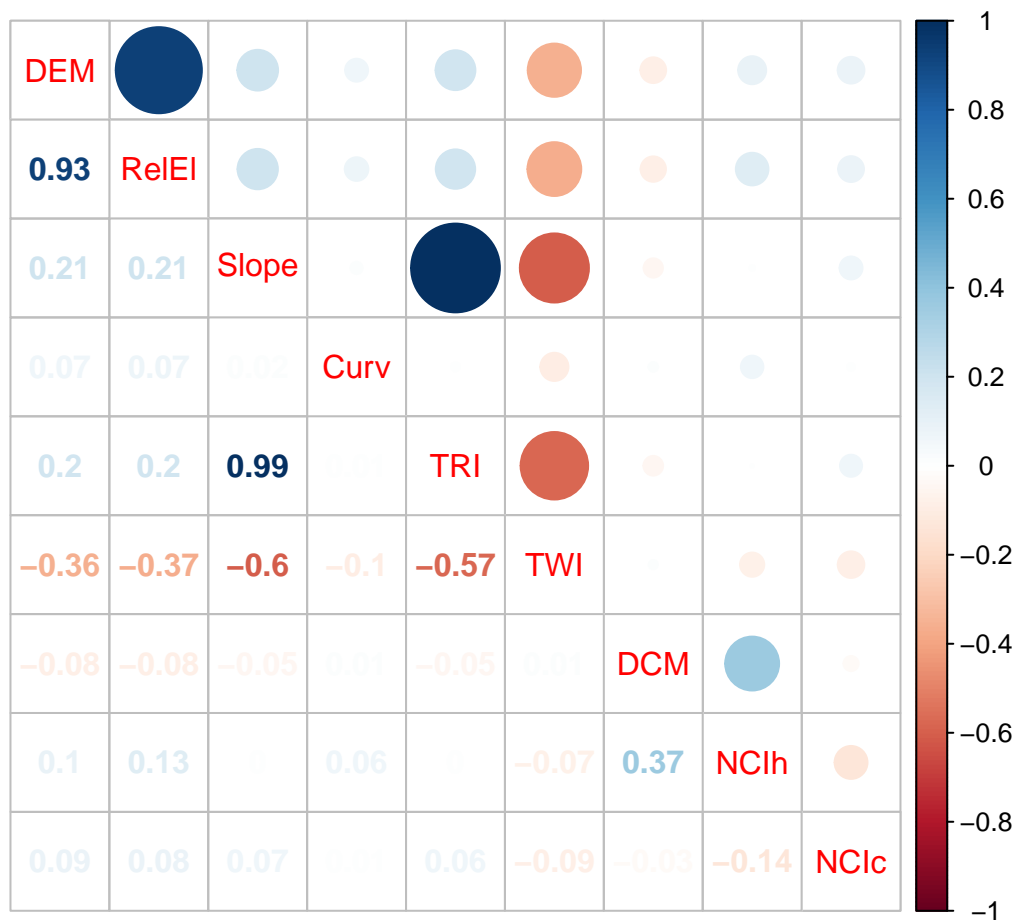 DEM
0.93 RelEl
0.21 0.21 Slope
0.07 0.07 0.02 Curv
0.2 0.2 0.99 TRI
−0.36 −0.37 −0.6 −0.1 −0.57 TWI
−0.08 −0.08 −0.05 0.01 −0.05 0.01 DCM
0.1 0.13 0.06 −0.07 0.37 NCIh
0.09 0.08 0.07 0.06 −0.09 −0.03 −0.14 NCIc
1
0.8
0.6
0.4
0.2
0
−0.2
−0.4
−0.6
−0.8
−1